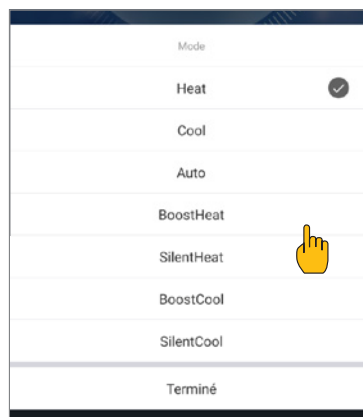 Mode
Heat
Cool
Auto
BoostHeat
SilentHeat
BoostCool
SilentCool
Terminé